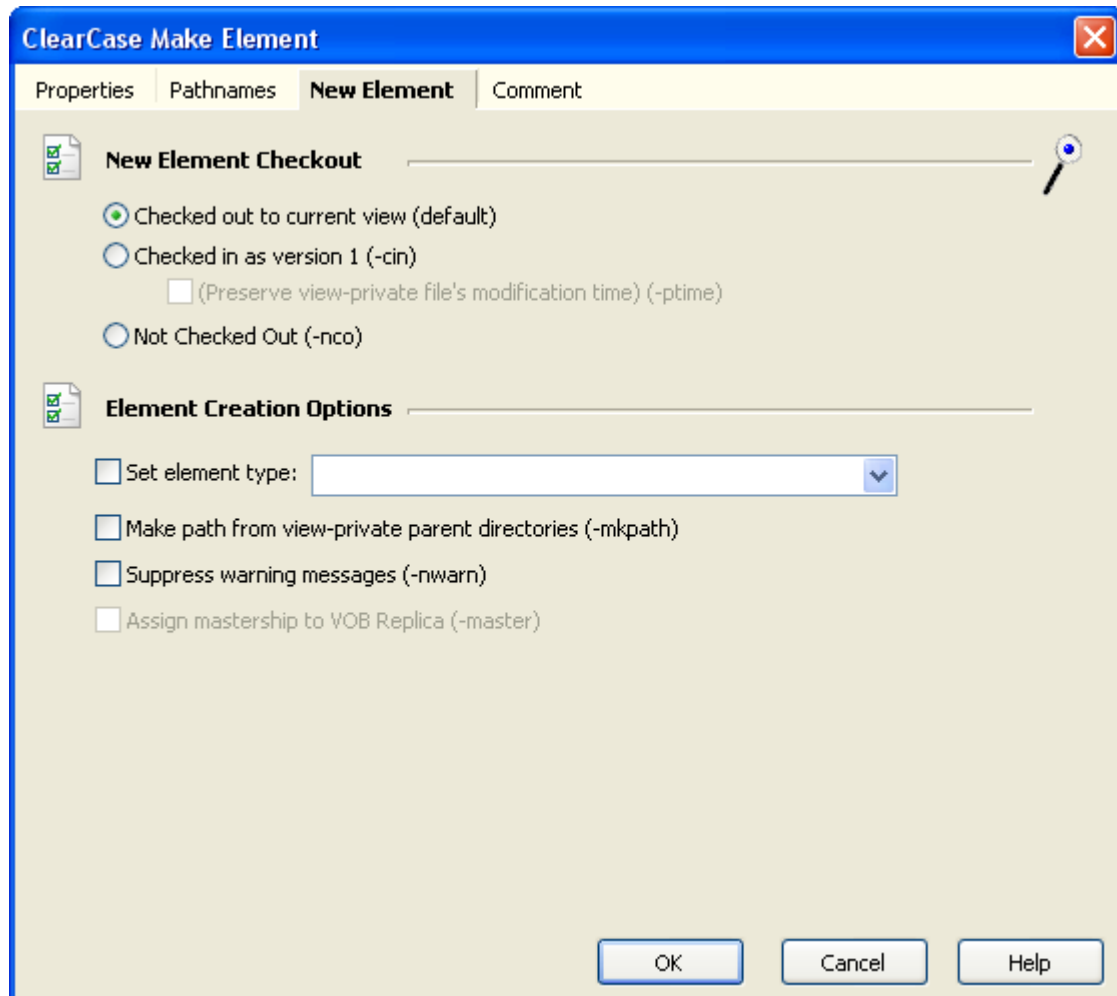 ClearCase Make Element
Properties Pathnames New Element Comment
New Element Checkout
Checked out to current view (default)
Checked in as version 1 (-cin)
(Preserve view-private file's modification time) (-ptime)
Not Checked Out (-nco)
Element Creation Options
Set element type:
Make path from view-private parent directories (-mkpath)
Suppress warning messages (-nwarn)
Assign mastership to VOB Replica (-master)
OK Cancel Help